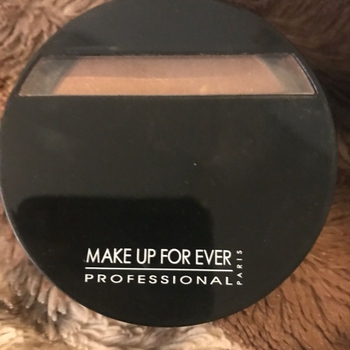 MAKE UP FOR EVER
PROFESSIONAL
PARIS